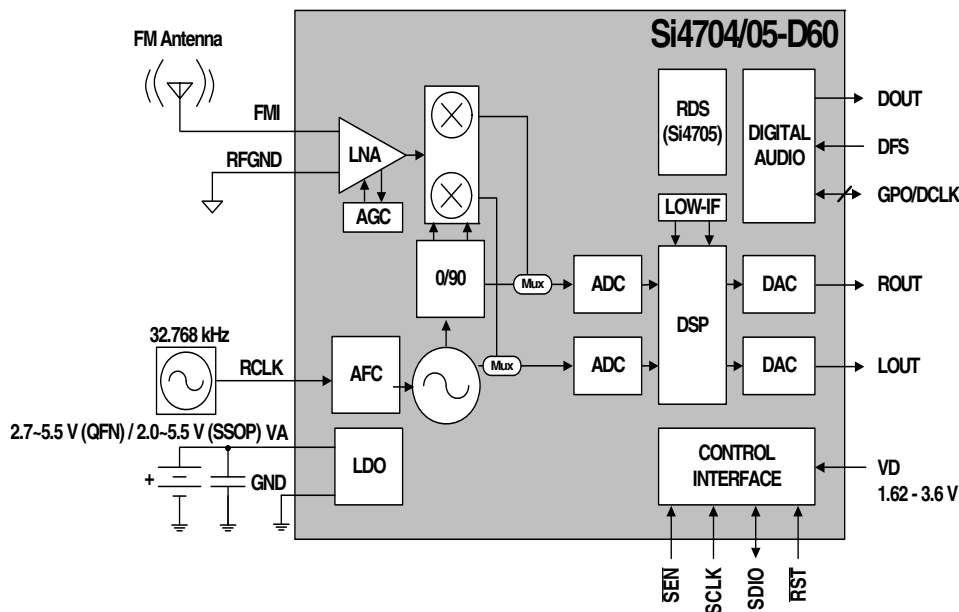 Si4704/05-D60
FM Antenna
FMI
RFGND
LNA
AGC
RDS
(Si4705)
DIGITAL
AUDIO
DOUT
DFS
GPO/DCLK
LOW-IF
0/90
Mux
ADC
DSP
DAC
ROUT
32.768 kHz
RCLK
AFC
Mux
ADC
DAC
LOUT
2.7~5.5 V (QFN) / 2.0~5.5 V (SSOP) VA
+
GND
LDO
CONTROL
INTERFACE
VD
1.62 - 3.6 V
SEN
SCLK
SDIO
RST